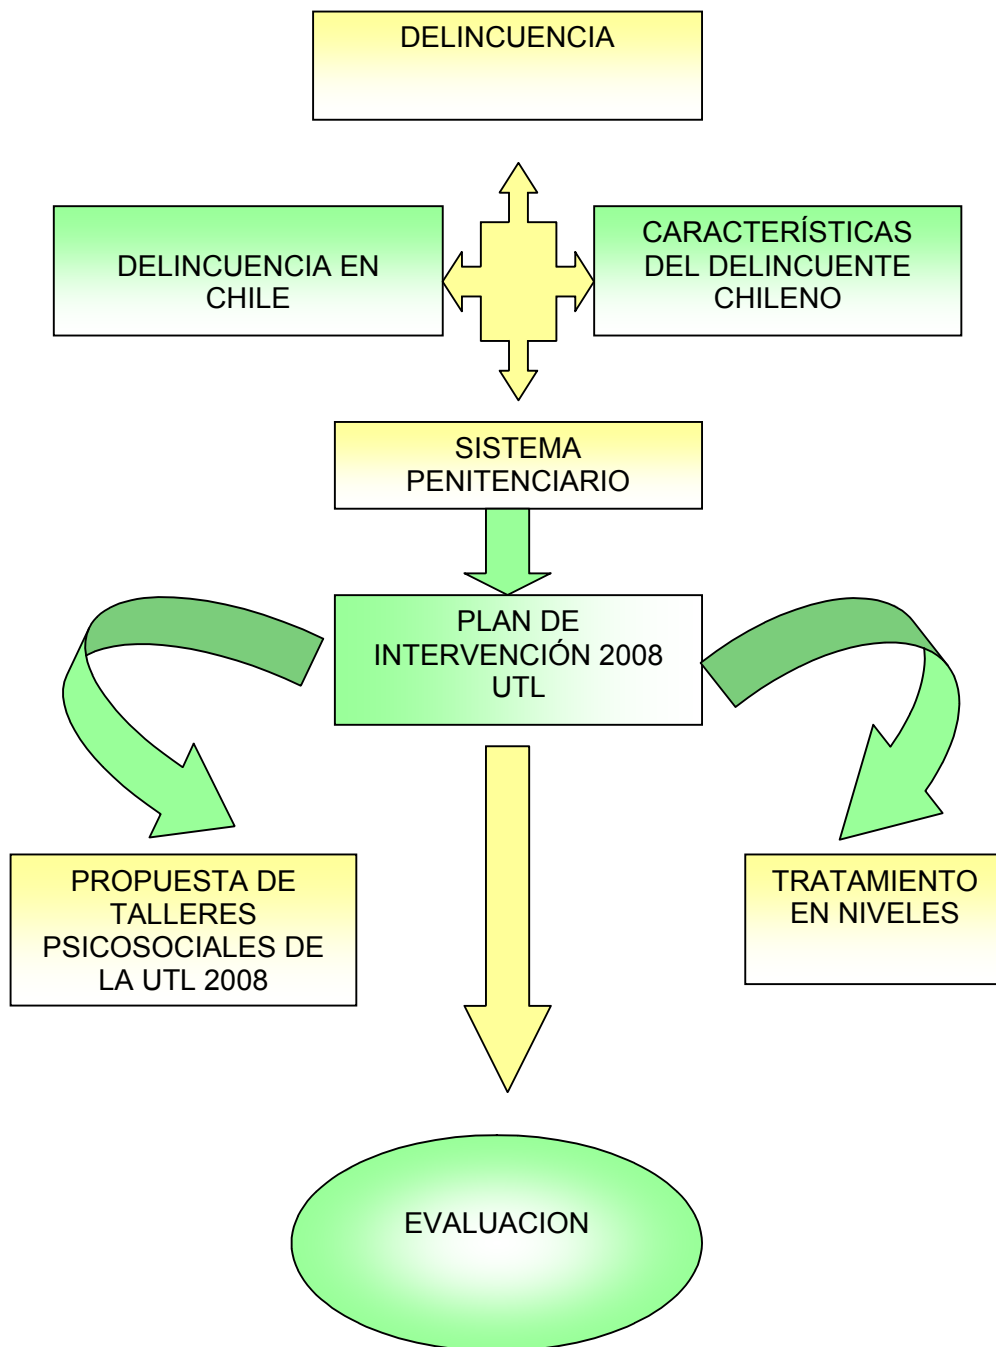 DELINCUENCIA
DELINCUENCIA EN
CHILE
CARACTERÍSTICAS
DEL DELINCUENTE
CHILENO
SISTEMA
PENITENCIARIO
PLAN DE
INTERVENCIÓN 2008
UTL
PROPUESTA DE
TALLERES
PSICOSOCIALES DE
LA UTL 2008
TRATAMIENTO
EN NIVELES
EVALUACION